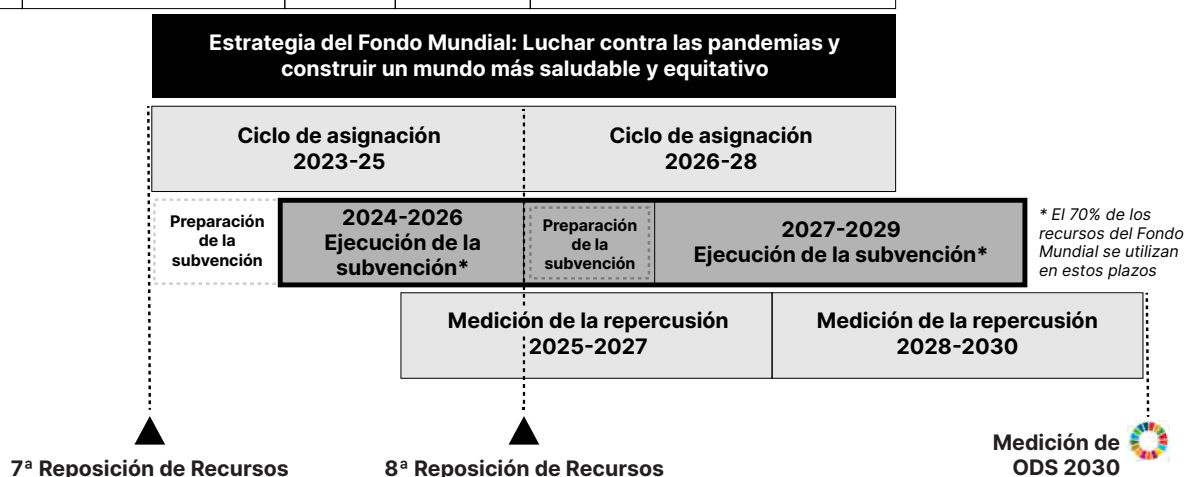 Estrategia del Fondo Mundial: Luchar contra las pandemias y
construir un mundo más saludable y equitativo
Ciclo de asignación
2023-25
Ciclo de asignación
2026-28
Preparación
de la
subvención
2024-2026
Ejecución de la
subvención*
Preparación
de la
subvención
2027-2029
Ejecución de la subvención*
* El 70% de los
recursos del Fondo
Mundial se utilizan
en estos plazos
Medición de la repercusión
2025-2027
Medición de la repercusión
2028-2030
7ª Reposición de Recursos
8ª Reposición de Recursos
Medición de
ODS 2030